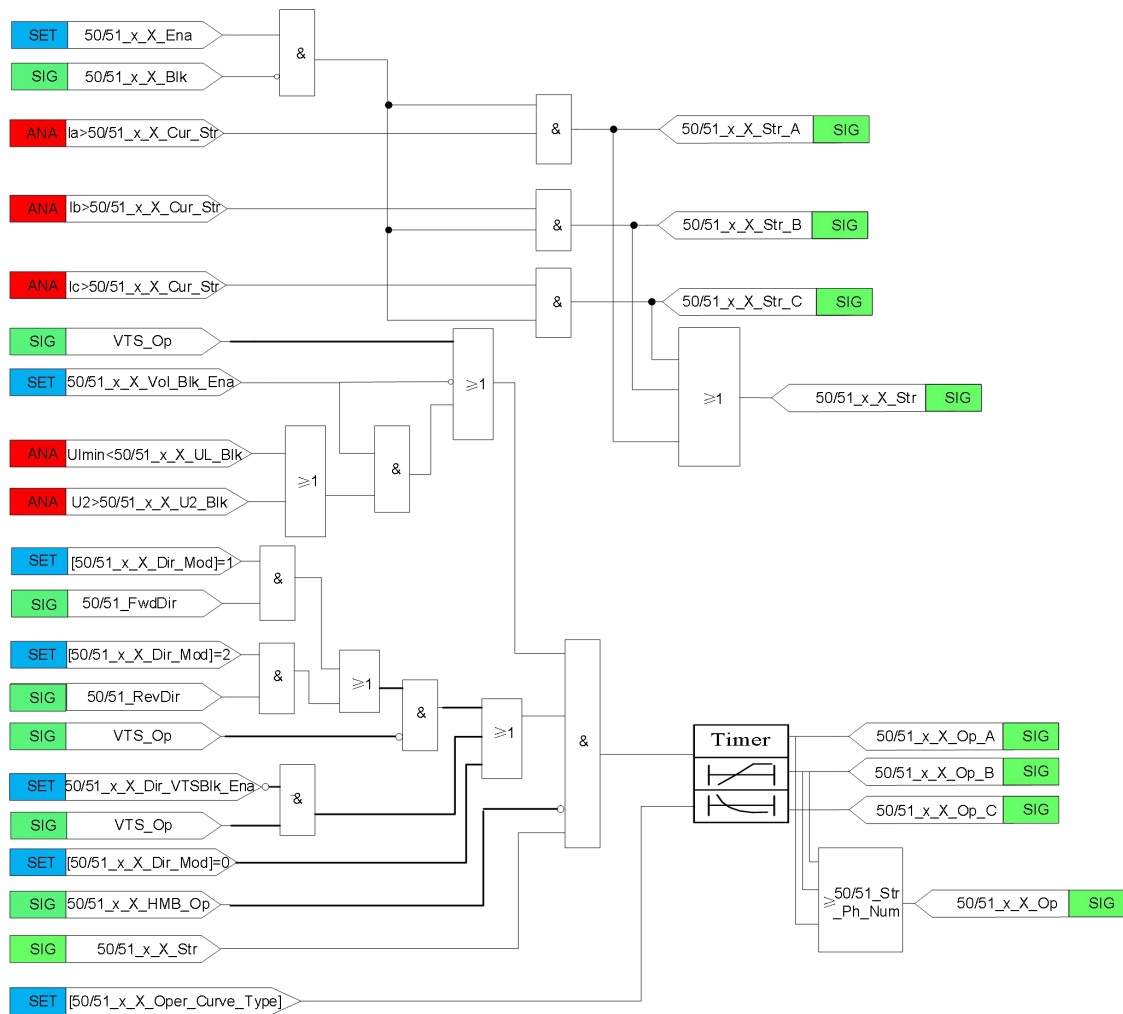 SET 50/51_x_X_Ena
&
SIG 50/51_x_X_Blk
ANA Ia>50/51_x_X_Cur_Str
&
50/51_x_X_Str_A SIG
ANA Ib>50/51_x_X_Cur_Str
&
50/51_x_X_Str_B SIG
ANA Ic>50/51_x_X_Cur_Str
&
50/51_x_X_Str_C SIG
SIG VTS_Op
SET 50/51_x_X_Vol_Blk_Ena
≥1
≥1
50/51_x_X_Str SIG
ANA UImin<50/51_x_X_UL_Blk
≥1
&
ANA U2>50/51_x_X_U2_Blk
SET [50/51_x_X_Dir_Mod]=1
&
SIG 50/51_FwdDir
SET [50/51_x_X_Dir_Mod]=2
&
≥1
SIG 50/51_RevDir
&
SIG VTS_Op
≥1
&
Timer
50/51_x_X_Op_A SIG
50/51_x_X_Op_B SIG
50/51_x_X_Op_C SIG
SET 50/51_x_X_Dir_VTSBlk_Ena
&
SIG VTS_Op
SET [50/51_x_X_Dir_Mod]=0
SIG 50/51_x_X_HMB_Op
≥50/51_Str
_Ph_Num
50/51_x_X_Op SIG
SIG 50/51_x_X_Str
SET [50/51_x_X_Oper_Curve_Type]